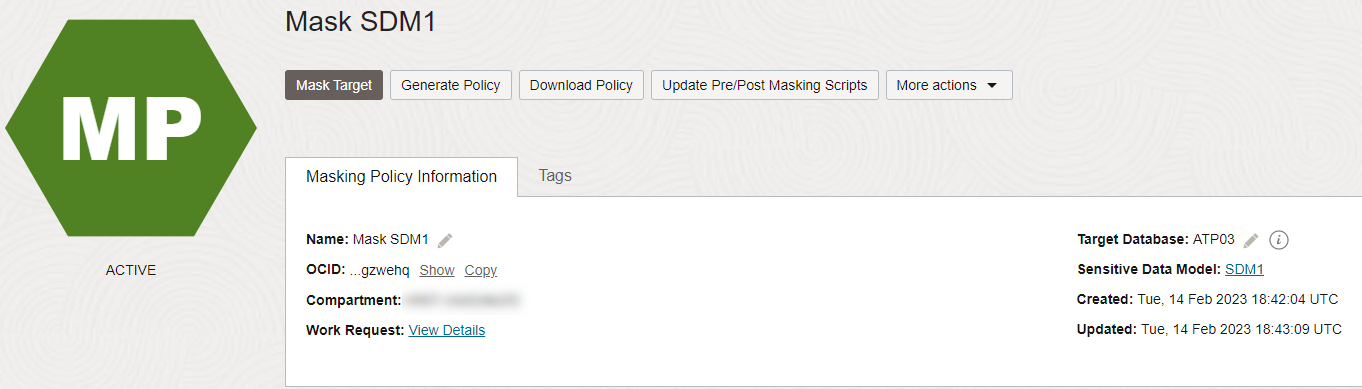 Mask SDM1
MP
Mask Target Generate Policy Download Policy Update Pre/Post Masking Scripts More actions
Masking Policy Information Tags
Name: Mask SDM1 Target Database: ATP03 i
OCID: ...gzwehq Show Copy Sensitive Data Model: SDM1
ACTIVE
Compartment: Created: Tue, 14 Feb 2023 18:42:04 UTC
Work Request: View Details Updated: Tue, 14 Feb 2023 18:43:09 UTC